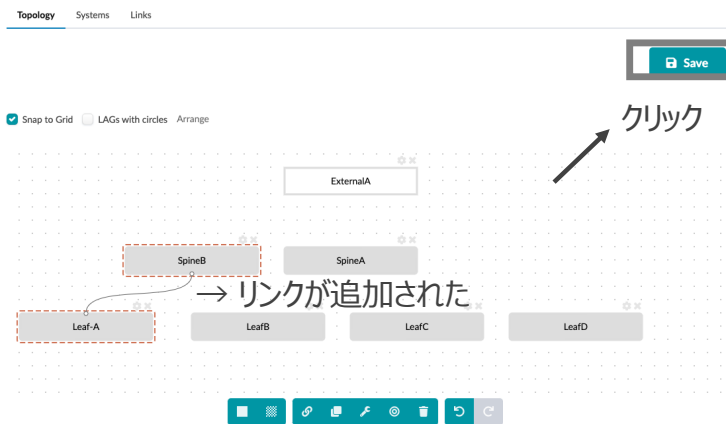 Topology Systems Links
Save
クリック
Snap to Grid LAGs with circles Arrange
ExternalA
SpineB SpineA
→ リンクが追加された
Leaf-A LeafB LeafC LeafD